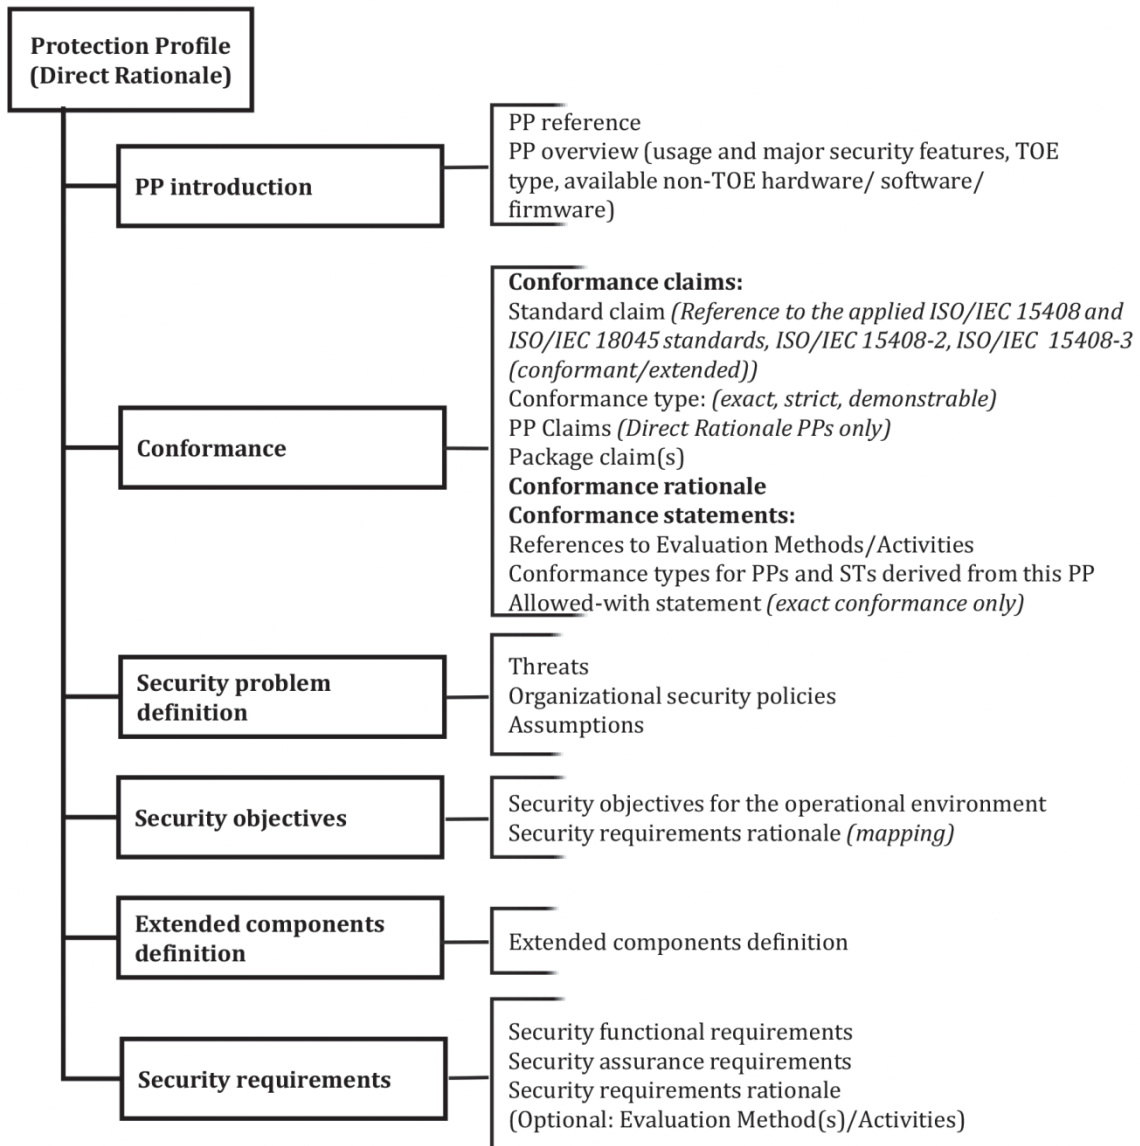 Protection Profile
(Direct Rationale)
PP introduction
PP reference
PP overview (usage and major security features, TOE
type, available non-TOE hardware/ software/
firmware)
Conformance
Conformance claims:
Standard claim (Reference to the applied ISO/IEC 15408 and
ISO/IEC 18045 standards, ISO/IEC 15408-2, ISO/IEC 15408-3
(conformant/extended))
Conformance type: (exact, strict, demonstrable)
PP Claims (Direct Rationale PPs only)
Package claim(s)
Conformance rationale
Conformance statements:
References to Evaluation Methods/Activities
Conformance types for PPs and STs derived from this PP
Allowed-with statement (exact conformance only)
Security problem
definition
Threats
Organizational security policies
Assumptions
Security objectives
Security objectives for the operational environment
Security requirements rationale (mapping)
Extended components
definition
Extended components definition
Security requirements
Security functional requirements
Security assurance requirements
Security requirements rationale
(Optional: Evaluation Method(s)/Activities)